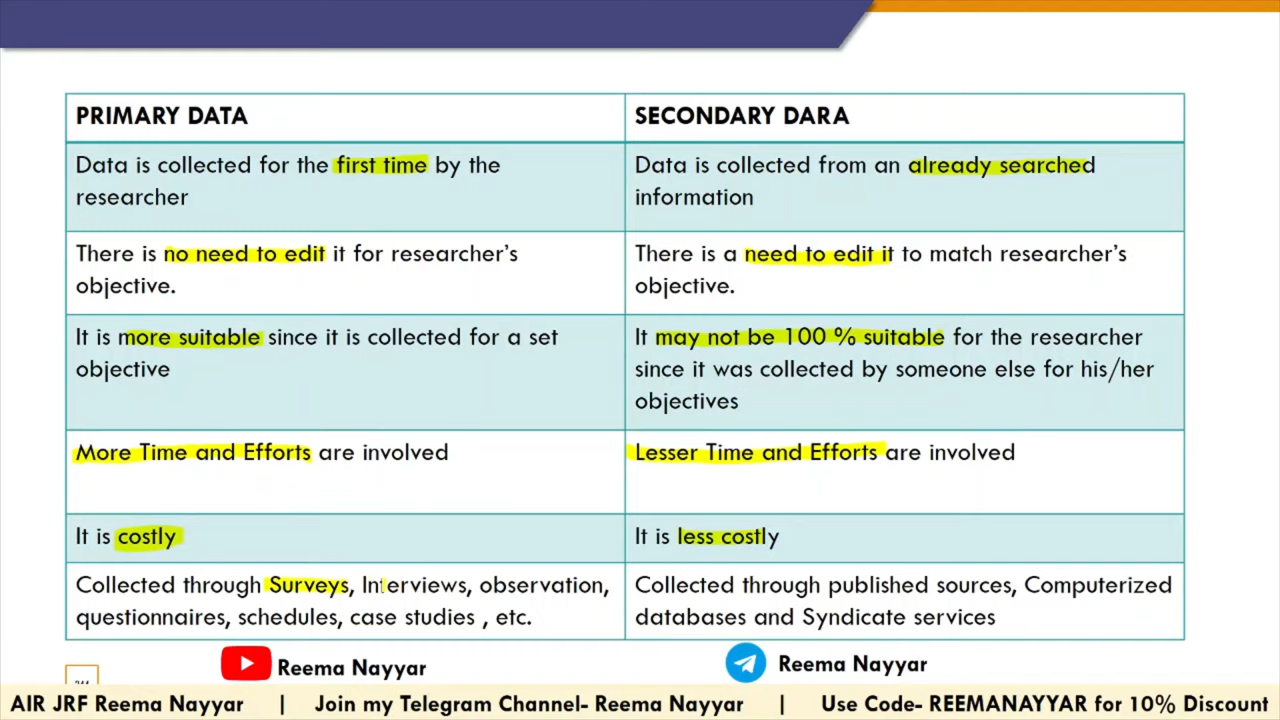 PRIMARY DATA
SECONDARY DARA
Data is collected for the first time by the
researcher
Data is collected from an already searched
information
There is no need to edit it for researcher's
objective.
There is a need to edit it to match researcher's
objective.
It is more suitable since it is collected for a set
objective
It may not be 100 % suitable for the researcher
since it was collected by someone else for his/her
objectives
More Time and Efforts are involved
Lesser Time and Efforts are involved
It is costly
It is less costly
Collected through Surveys, Interviews, observation,
questionnaires, schedules, case studies , etc.
Collected through published sources, Computerized
databases and Syndicate services
Reema Nayyar
Reema Nayyar
AIR JRF Reema Nayyar | Join my Telegram Channel- Reema Nayyar | Use Code- REEMANAYYAR for 10% Discount